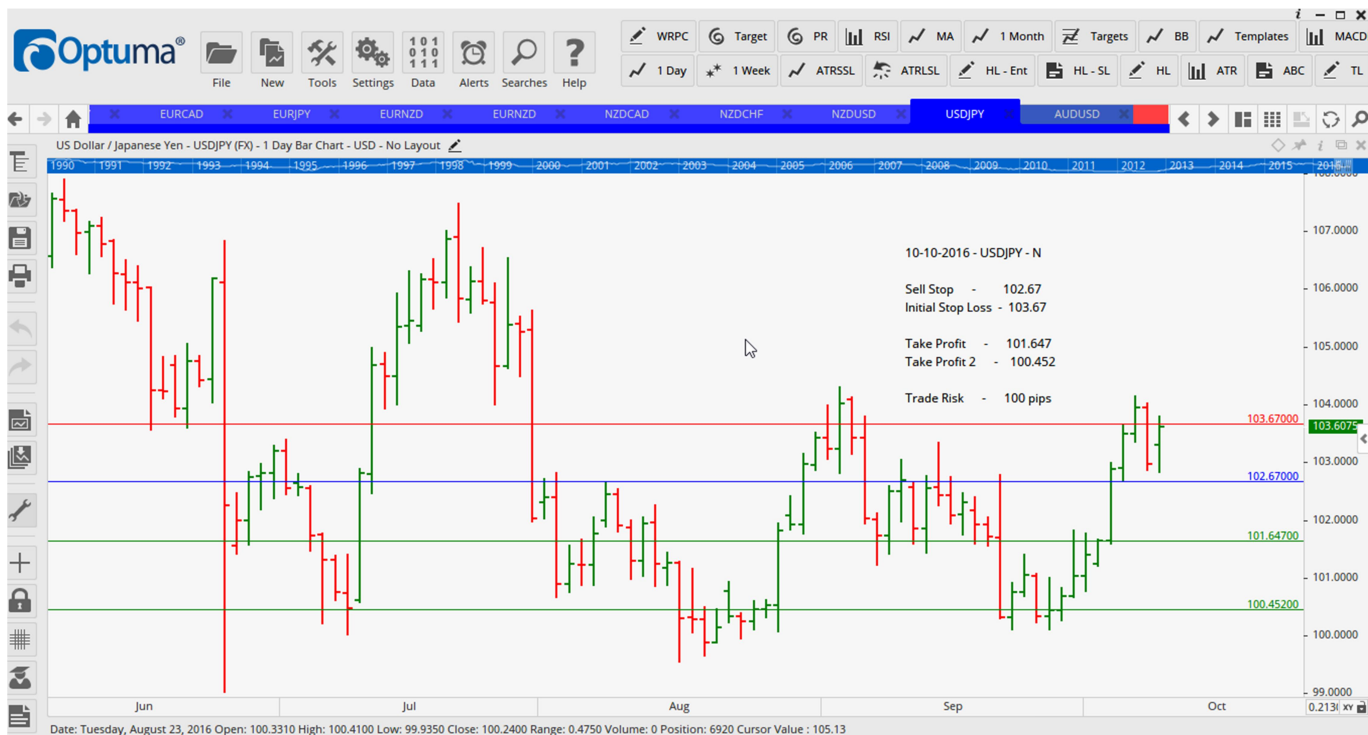 i
Optuma®
File
New
Tools
Settings
101
010
111
Data
Alerts
Searches
?
Help
WRPC
Target
PR
RSI
MA
1 Month
Targets
BB
Templates
MACD
1 Day
1 Week
ATRSSL
ATRLSL
HL - Ent
HL - SL
HL
ATR
ABC
TL
EURCAD
EURJPY
EURNZD
EURNZD
NZDCAD
NZDCHF
NZDUSD
USDJPY
AUDUSD
US Dollar / Japanese Yen - USDJPY (FX) - 1 Day Bar Chart - USD - No Layout
i
1990 1991 1992 1993 1994 1995 1996 1997 1998 1999 2000 2001 2002 2003 2004 2005 2006 2007 2008 2009 2010 2011 2012 2013 2014 2015
108.0000
107.0000
10-10-2016 - USDJPY - N
106.0000
Sell Stop - 102.67
Initial Stop Loss - 103.67
Take Profit - 101.647
105.0000
Take Profit 2 - 100.452
Trade Risk - 100 pips
104.0000
103.67000
103.6075
103.0000
102.67000
102.0000
101.64700
101.0000
100.45200
100.0000
99.0000
Jun
Jul
Aug
Sep
Oct
XY
Date: Tuesday, August 23, 2016 Open: 100.3310 High: 100.4100 Low: 99.9350 Close: 100.2400 Range: 0.4750 Volume: 0 Position: 6920 Cursor Value : 105.13